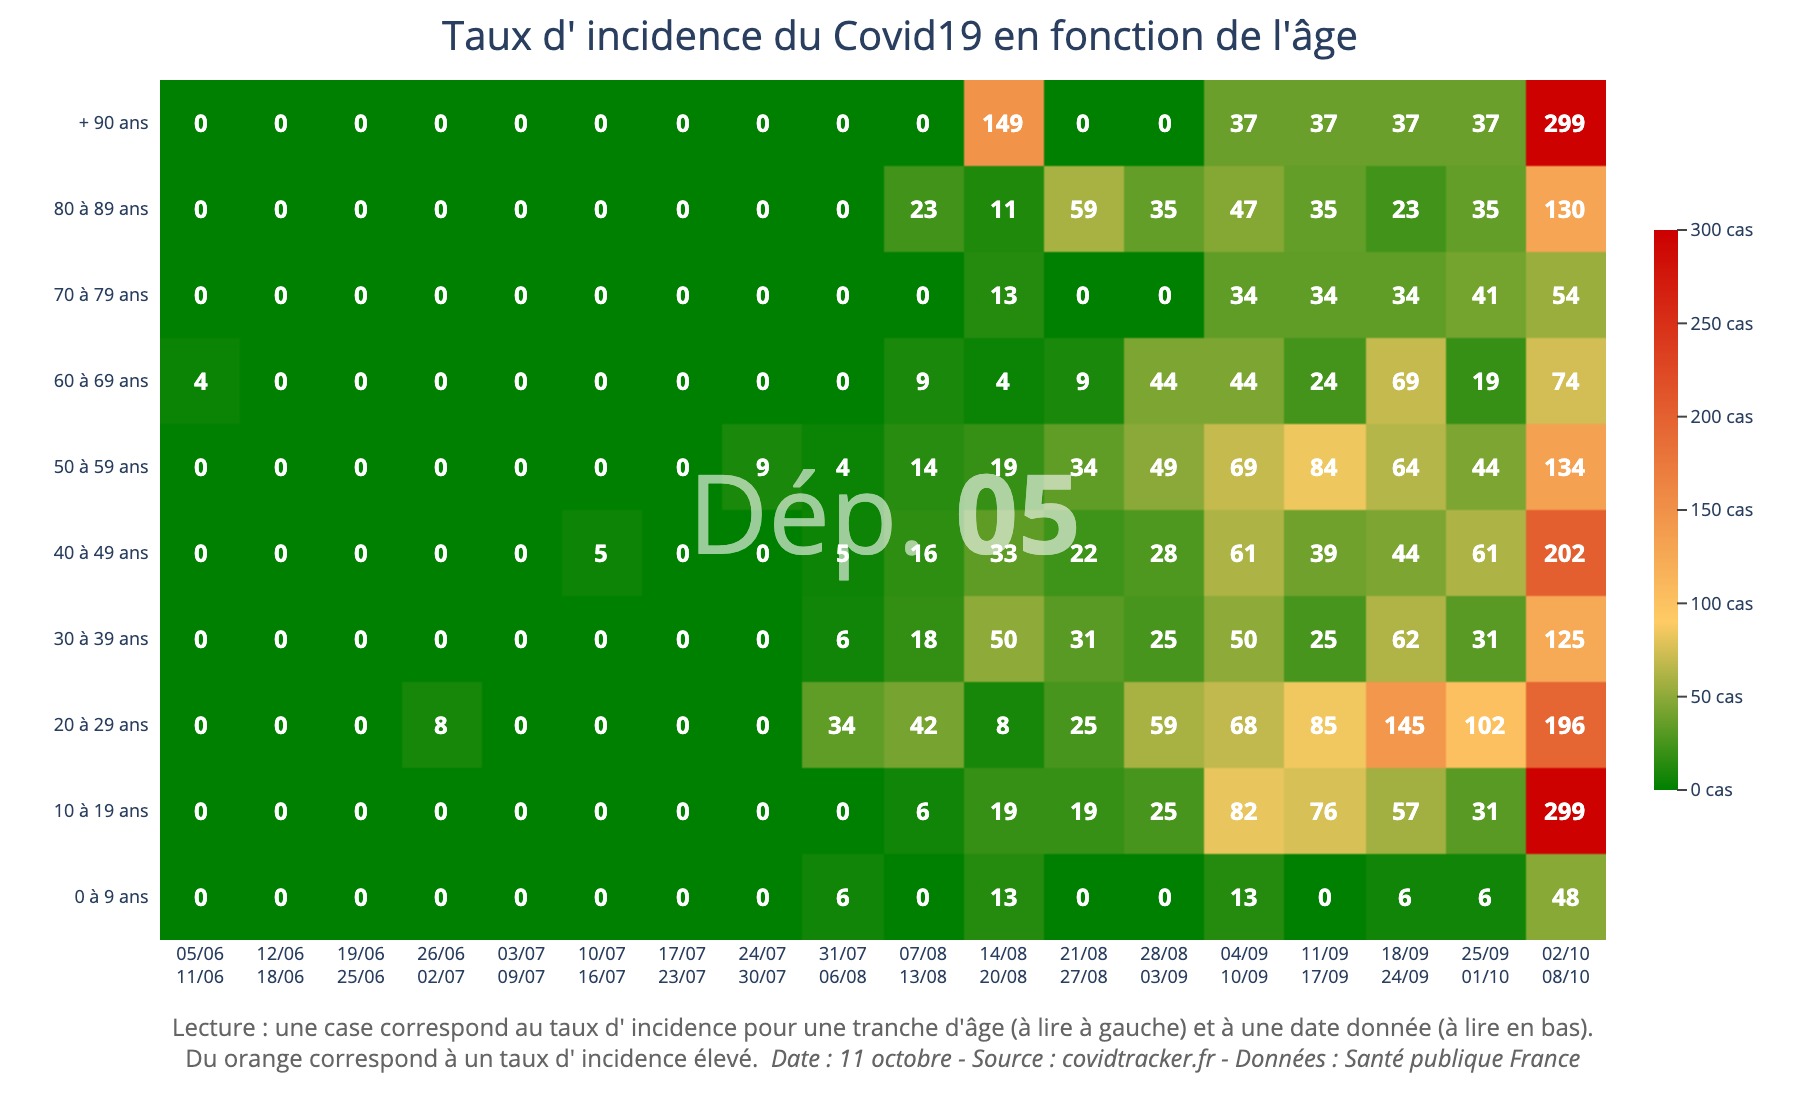 Taux d' incidence du Covid19 en fonction de l'âge
+ 90 ans 0 0 0 0 0 0 0 0 0 0 149 0 0 37 37 37 37 299
80 à 89 ans 0 0 0 0 0 0 0 0 0 23 11 59 35 47 35 23 35 130
70 à 79 ans 0 0 0 0 0 0 0 0 0 0 13 0 0 34 34 34 41 54
60 à 69 ans 4 0 0 0 0 0 0 0 0 9 4 9 44 44 24 69 19 74
50 à 59 ans 0 0 0 0 0 0 0 9 4 14 19 34 49 69 84 64 44 134
Dép. 05
40 à 49 ans 0 0 0 0 0 5 0 0 5 16 33 22 28 61 39 44 61 202
30 à 39 ans 0 0 0 0 0 0 0 0 6 18 50 31 25 50 25 62 31 125
20 à 29 ans 0 0 0 8 0 0 0 0 34 42 8 25 59 68 85 145 102 196
10 à 19 ans 0 0 0 0 0 0 0 0 0 6 19 19 25 82 76 57 31 299
0 à 9 ans 0 0 0 0 0 0 0 0 6 0 13 0 0 13 0 6 6 48
05/06 12/06 19/06 26/06 03/07 10/07 17/07 24/07 31/07 07/08 14/08 21/08 28/08 04/09 11/09 18/09 25/09 02/10
11/06 18/06 25/06 02/07 09/07 16/07 23/07 30/07 06/08 13/08 20/08 27/08 03/09 10/09 17/09 24/09 01/10 08/10
300 cas
250 cas
200 cas
150 cas
100 cas
50 cas
0 cas
Lecture : une case correspond au taux d' incidence pour une tranche d'âge (à lire à gauche) et à une date donnée (à lire en bas).
Du orange correspond à un taux d' incidence élevé. Date : 11 octobre - Source : covidtracker.fr - Données : Santé publique France